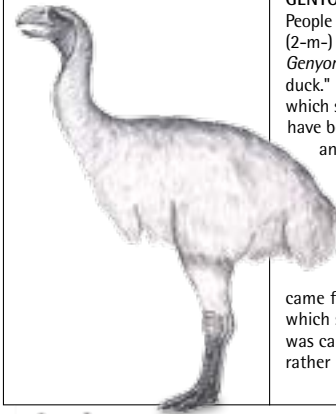 GENYO
People
(2-m-)
Genyor
duck."
which s
have b
an
came f
which s
was ca
rather